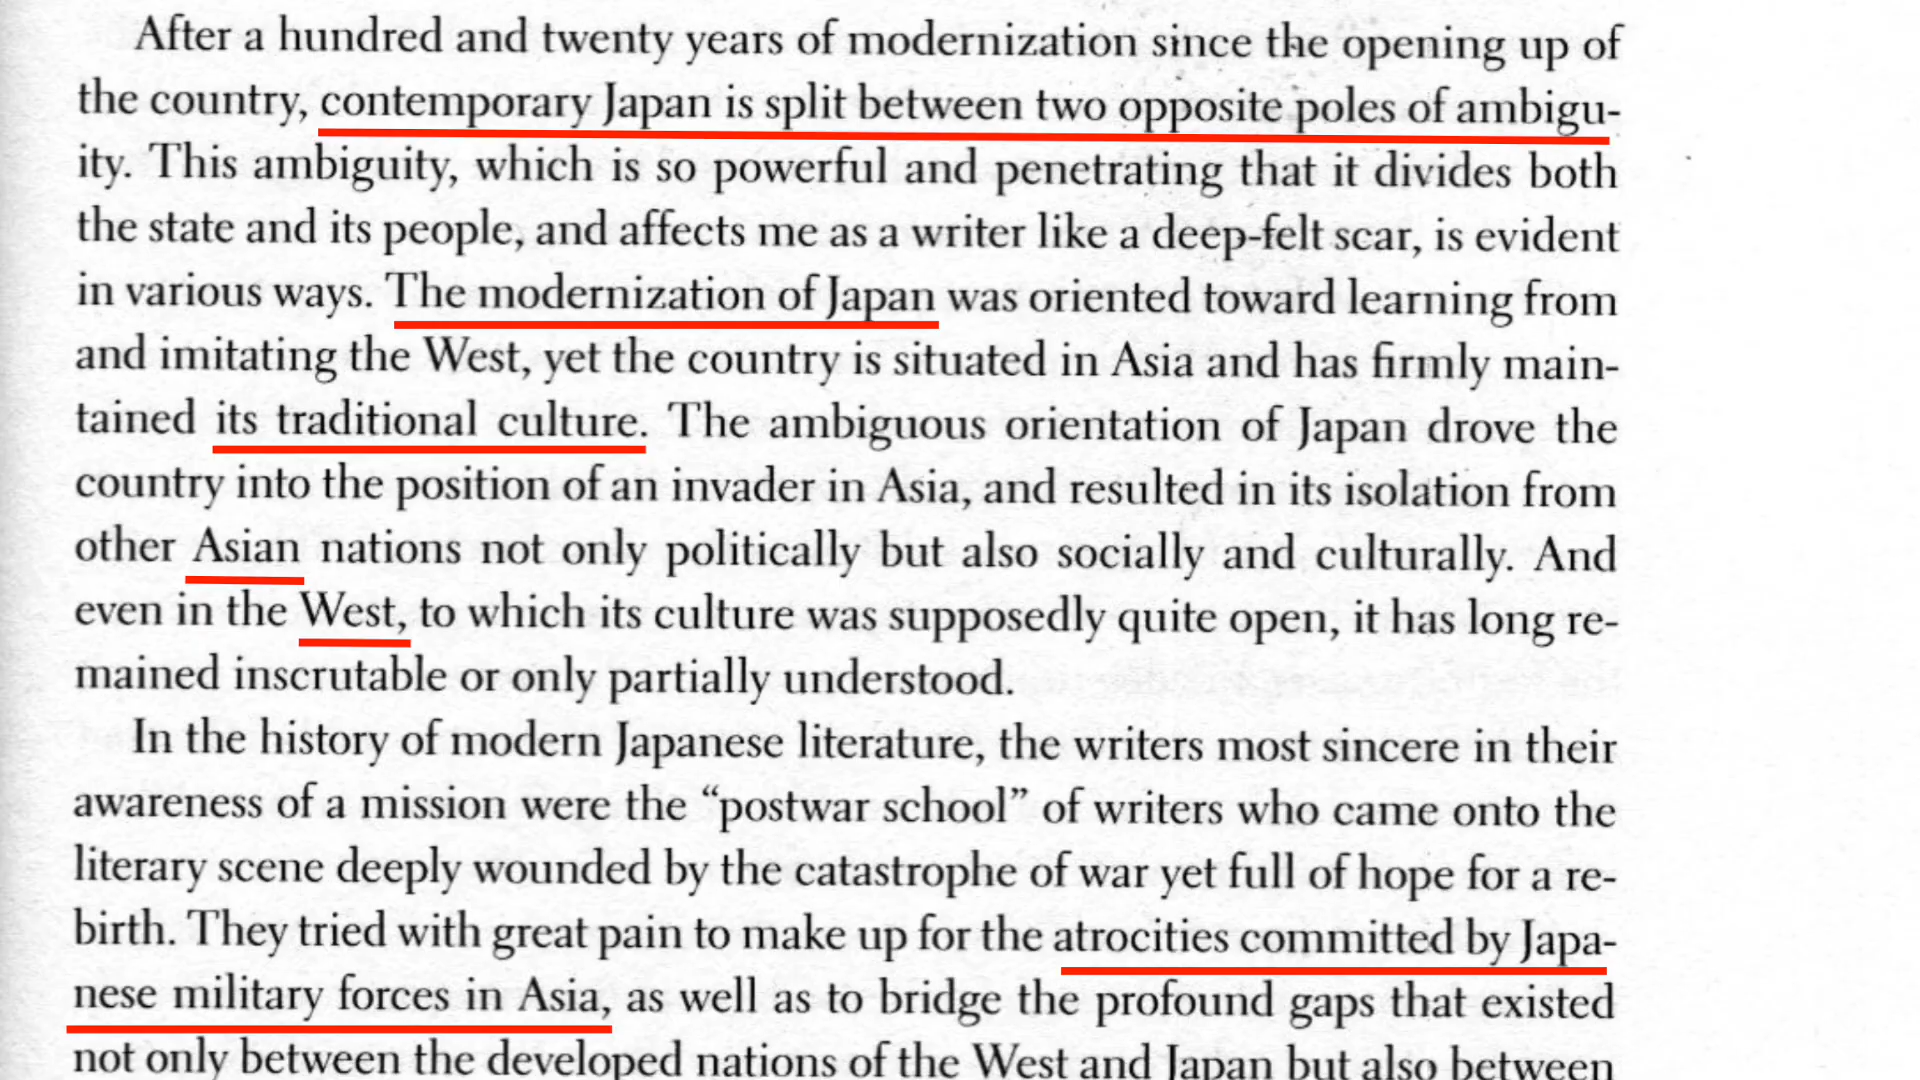 After a hundred and twenty years of modernization since the opening up of
the country, contemporary Japan is split between two opposite poles of ambigu-
ity. This ambiguity, which is so powerful and penetrating that it divides both
the state and its people, and affects me as a writer like a deep-felt scar, is evident
in various ways. The modernization of Japan was oriented toward learning from
and imitating the West, yet the country is situated in Asia and has firmly main-
tained its traditional culture. The ambiguous orientation of Japan drove the
country into the position of an invader in Asia, and resulted in its isolation from
other Asian nations not only politically but also socially and culturally. And
even in the West, to which its culture was supposedly quite open, it has long re-
mained inscrutable or only partially understood.
In the history of modern Japanese literature, the writers most sincere in their
awareness of a mission were the “postwar school” of writers who came onto the
literary scene deeply wounded by the catastrophe of war yet full of hope for a re-
birth. They tried with great pain to make up for the atrocities committed by Japa-
nese military forces in Asia, as well as to bridge the profound gaps that existed
not only between the developed nations of the West and Japan but also between